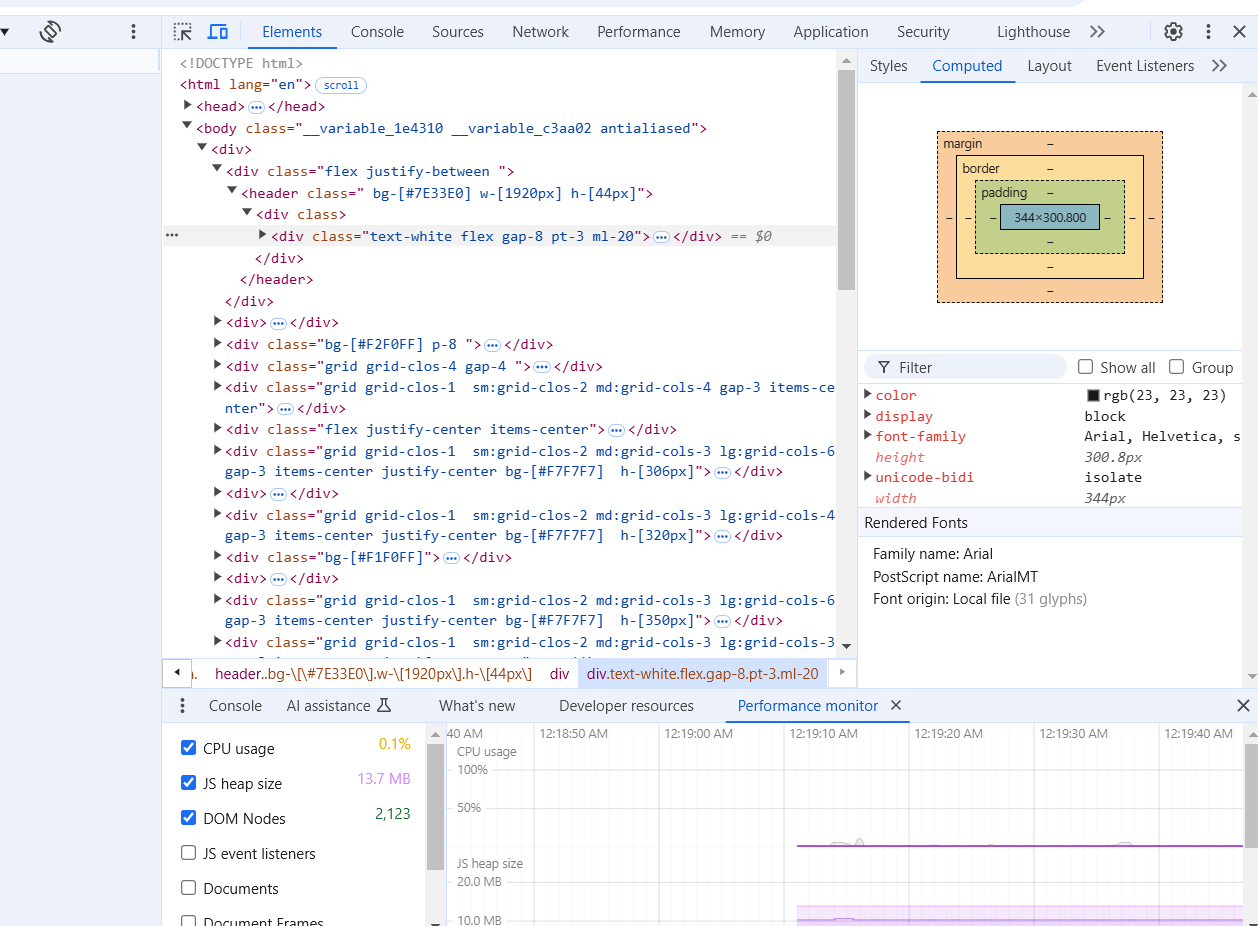 Elements Console Sources Network Performance Memory Application Security Lighthouse
<!DOCTYPE html>
<html lang="en"> scroll
<head> </head>
<body class="__variable_1e4310 __variable_c3aa02 antialiased">
<div>
<div class="flex justify-between ">
<header class=" bg-[#7E33E0] w-[1920px] h-[44px]">
<div class>
<div class="text-white flex gap-8 pt-3 ml-20"> </div> == $0
</div>
</header>
</div>
<div> </div>
<div class="bg-[#F2F0FF] p-8 "> </div>
<div class="grid grid-clos-4 gap-4 "> </div>
<div class="grid grid-clos-1  sm:grid-clos-2 md:grid-cols-4 gap-3 items-ce
nter"> </div>
<div class="flex justify-center items-center"> </div>
<div class="grid grid-clos-1  sm:grid-clos-2 md:grid-cols-3 lg:grid-cols-6
gap-3 items-center justify-center bg-[#F7F7F7]  h-[306px]"> </div>
<div> </div>
<div class="grid grid-clos-1  sm:grid-clos-2 md:grid-cols-3 lg:grid-cols-4
gap-3 items-center justify-center bg-[#F7F7F7]  h-[320px]"> </div>
<div class="bg-[#F1F0FF]"> </div>
<div> </div>
<div class="grid grid-clos-1  sm:grid-clos-2 md:grid-cols-3 lg:grid-cols-6
gap-3 items-center justify-center bg-[#F7F7F7]  h-[350px]"> </div>
<div class="grid grid-clos-1  sm:grid-clos-2 md:grid-cols-3 lg:grid-cols-3
header..bg-\[\#7E33E0\].w-\[1920px\].h-\[44px\] div div.text-white.flex.gap-8.pt-3.ml-20
Styles Computed Layout Event Listeners
margin –
border –
padding –
– – – 344×300.800 – – –
–
–
–
Filter Show all Group
color rgb(23, 23, 23)
display block
font-family Arial, Helvetica, s
height 300.8px
unicode-bidi isolate
width 344px
Rendered Fonts
Family name: Arial
PostScript name: ArialMT
Font origin: Local file (31 glyphs)
Console AI assistance What's new Developer resources Performance monitor
CPU usage 0.1%
JS heap size 13.7 MB
DOM Nodes 2,123
JS event listeners
Documents
Document Frames
40 AM 12:18:50 AM 12:19:00 AM 12:19:10 AM 12:19:20 AM 12:19:30 AM 12:19:40 AM
CPU usage
100%
50%
JS heap size
20.0 MB
10.0 MB